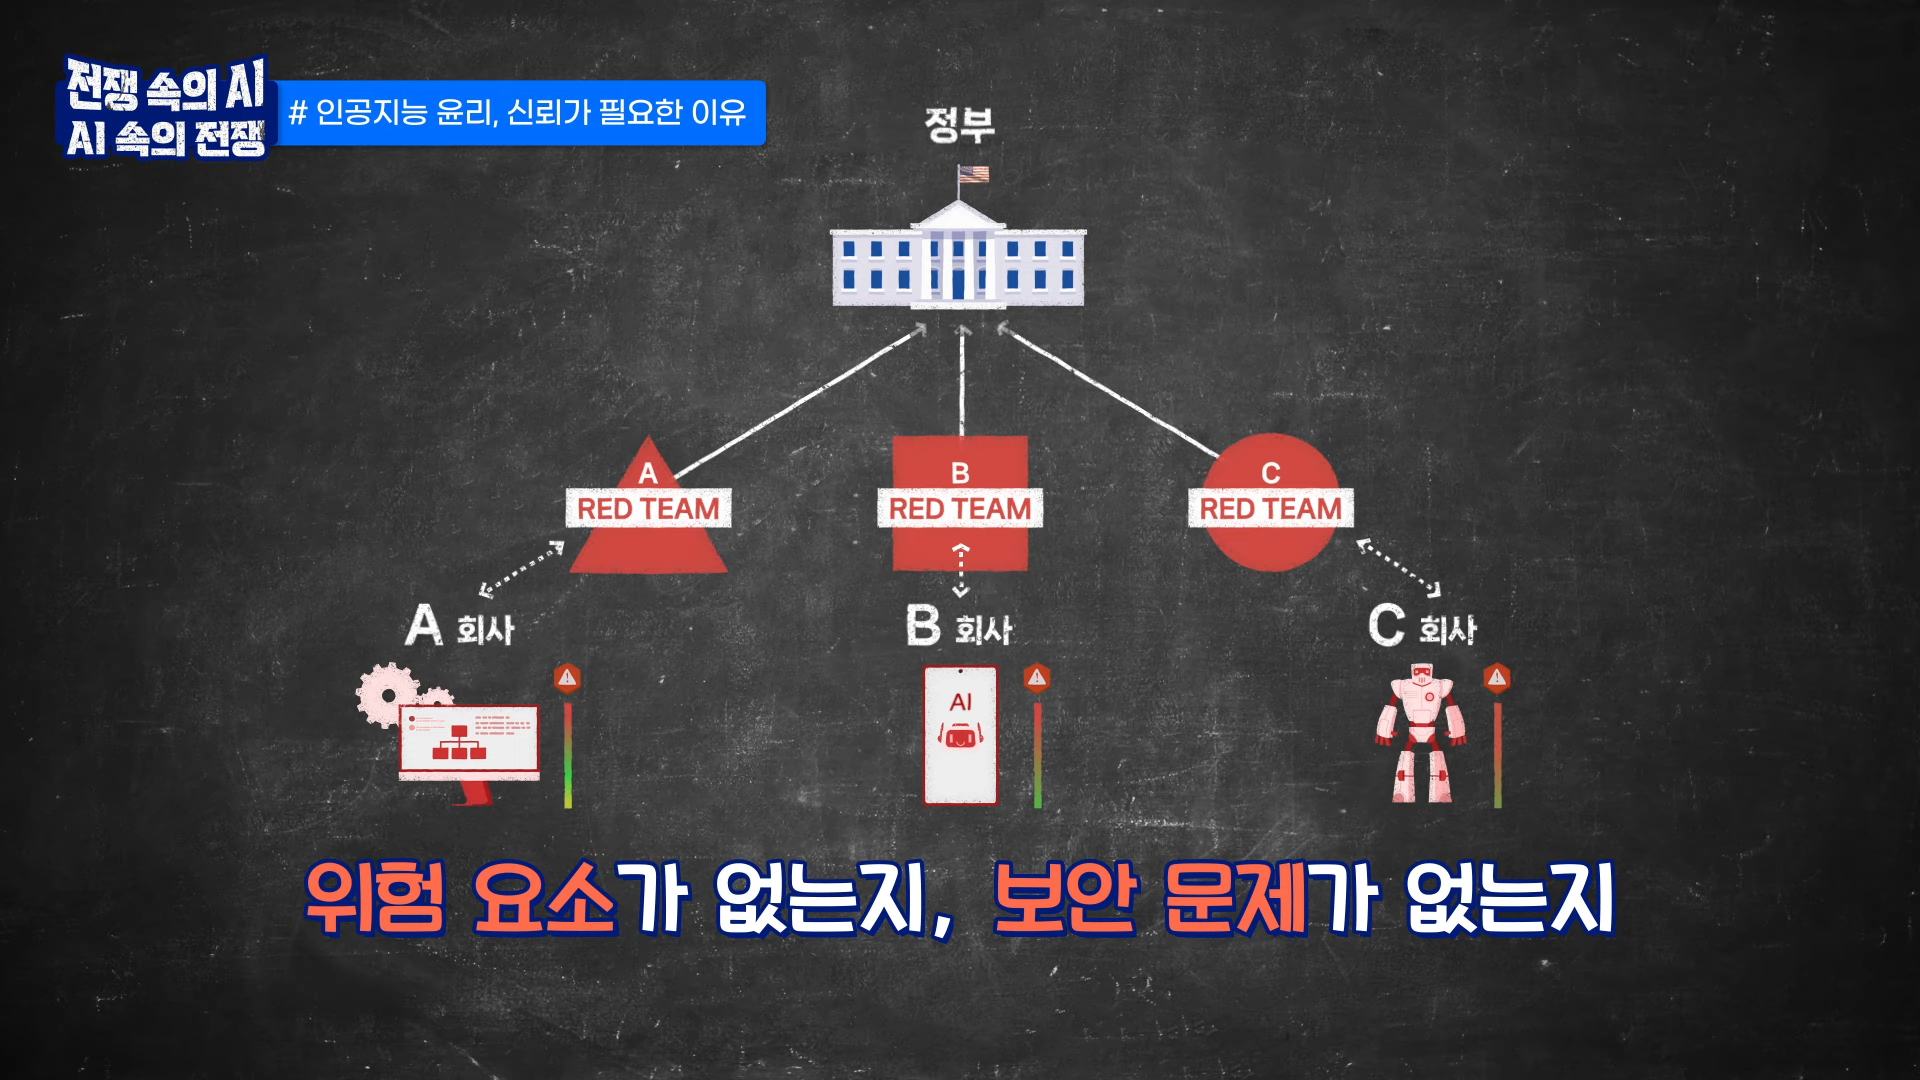 전쟁 속의 AI
AI 속의 전쟁
# 인공지능 윤리, 신뢰가 필요한 이유
정부
A
RED TEAM
B
RED TEAM
C
RED TEAM
A 회사
B 회사
C 회사
AI
위험 요소가 없는지, 보안 문제가 없는지